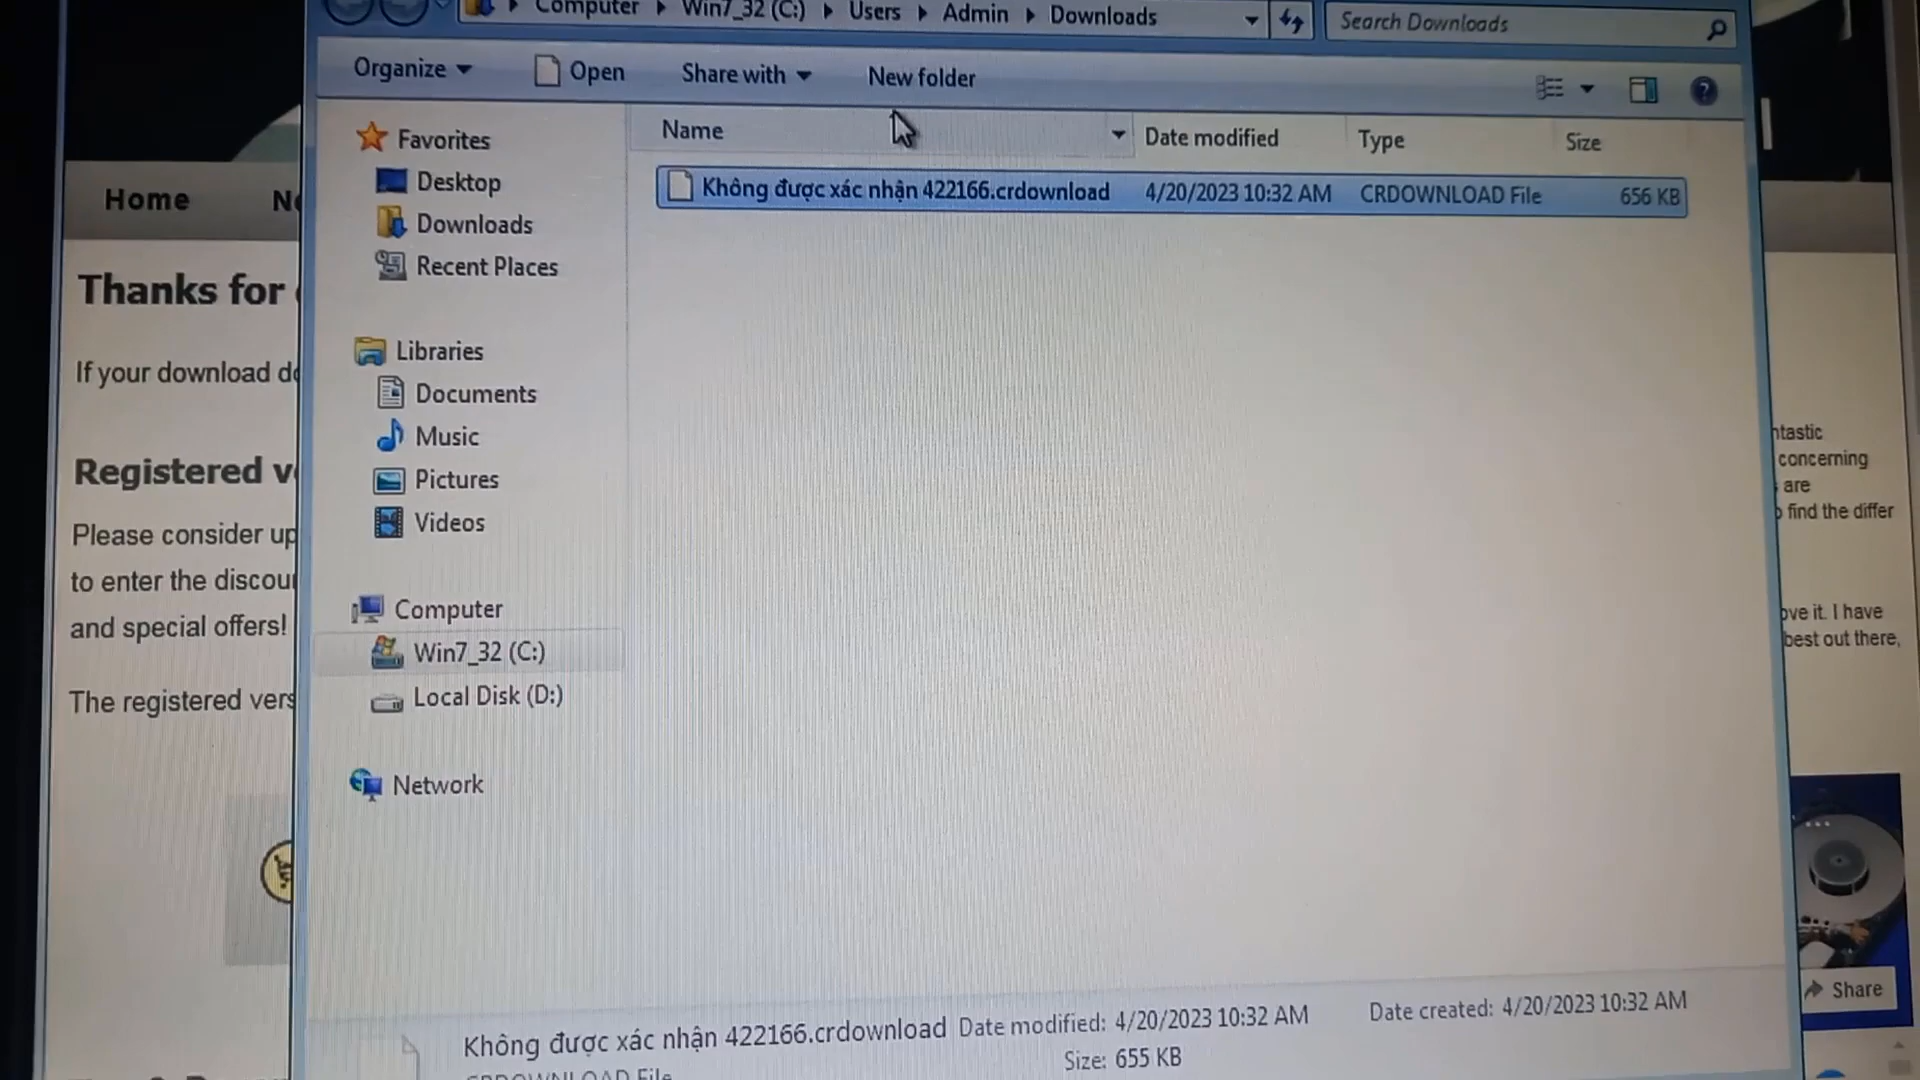 Computer Win7_32 (C:) Users Admin Downloads
Search Downloads
Organize Open Share with New folder
Name Date modified Type Size
Không được xác nhận 422166.crdownload 4/20/2023 10:32 AM CRDOWNLOAD File 656 KB
Favorites
Desktop
Downloads
Recent Places
Libraries
Documents
Music
Pictures
Videos
Computer
Win7_32 (C:)
Local Disk (D:)
Network
Không được xác nhận 422166.crdownload Date modified: 4/20/2023 10:32 AM Date created: 4/20/2023 10:32 AM
CRDOWNLOAD File Size: 655 KB
Home
Thanks for
If your download
Registered
Please consider
to enter the
and special offers!
The registered
concerning
are
find the differ
it. I have
best out there,
Share